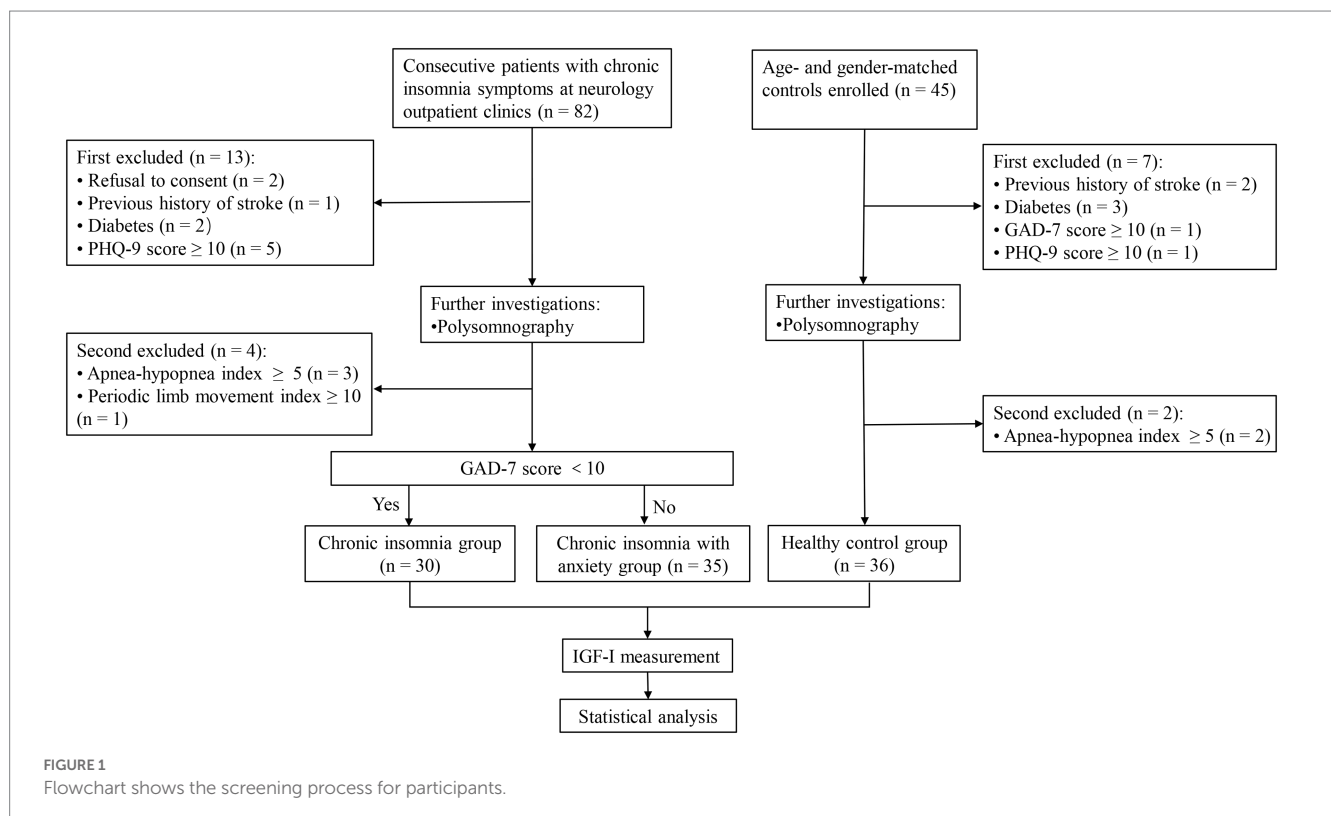 Consecutive patients with chronic
insomnia symptoms at neurology
outpatient clinics (n = 82)
Age- and gender-matched
controls enrolled (n = 45)
First excluded (n = 13):
• Refusal to consent (n = 2)
• Previous history of stroke (n = 1)
• Diabetes (n = 2)
• PHQ-9 score ≥ 10 (n = 5)
First excluded (n = 7):
• Previous history of stroke (n = 2)
• Diabetes (n = 3)
• GAD-7 score ≥ 10 (n = 1)
• PHQ-9 score ≥ 10 (n = 1)
Further investigations:
•Polysomnography
Further investigations:
•Polysomnography
Second excluded (n = 4):
• Apnea-hypopnea index ≥ 5 (n = 3)
• Periodic limb movement index ≥ 10
(n = 1)
Second excluded (n = 2):
• Apnea-hypopnea index ≥ 5 (n = 2)
GAD-7 score < 10
Yes
No
Chronic insomnia group
(n = 30)
Chronic insomnia with
anxiety group (n = 35)
Healthy control group
(n = 36)
IGF-I measurement
Statistical analysis
FIGURE 1
Flowchart shows the screening process for participants.